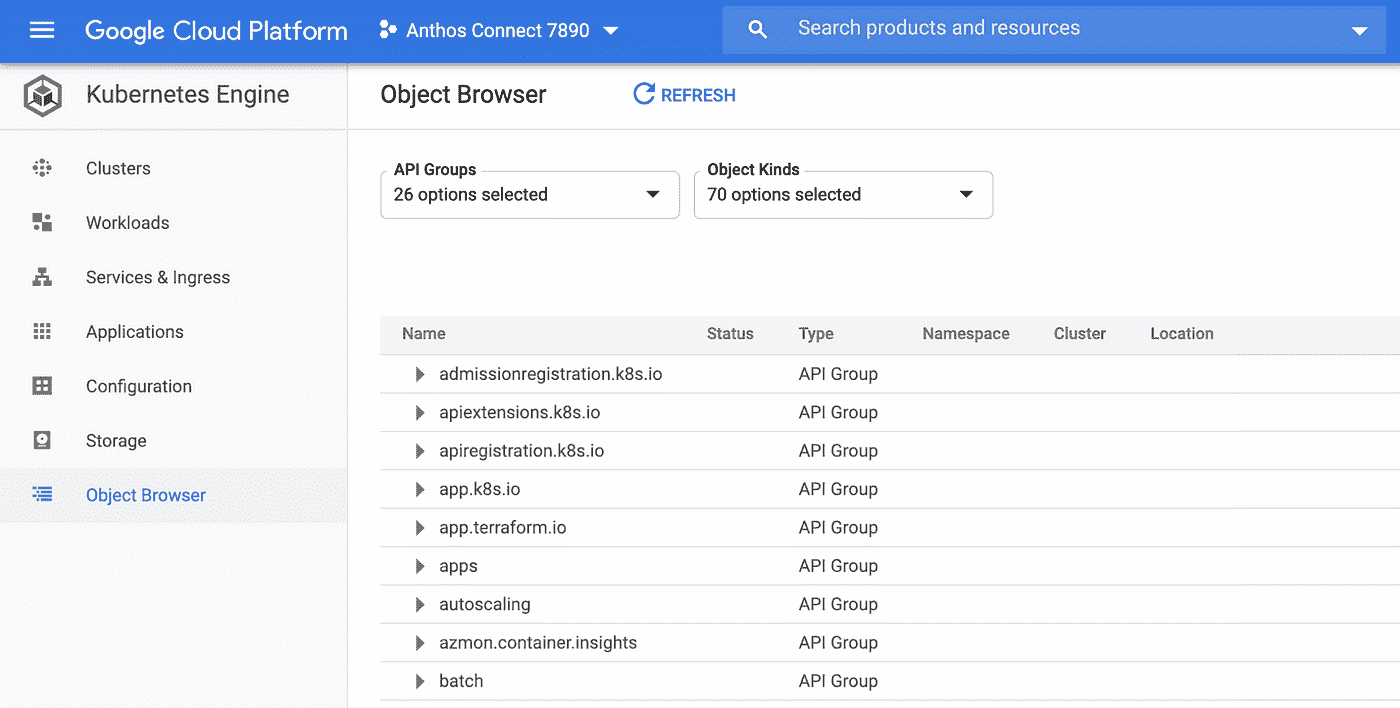 Google Cloud Platform
Anthos Connect 7890
Search products and resources
Kubernetes Engine
Object Browser
REFRESH
Clusters
Workloads
Services & Ingress
Applications
Configuration
Storage
Object Browser
API Groups
26 options selected
Object Kinds
70 options selected
Name Status Type Namespace Cluster Location
admissionregistration.k8s.io API Group
apiextensions.k8s.io API Group
apiregistration.k8s.io API Group
app.k8s.io API Group
app.terraform.io API Group
apps API Group
autoscaling API Group
azmon.container.insights API Group
batch API Group